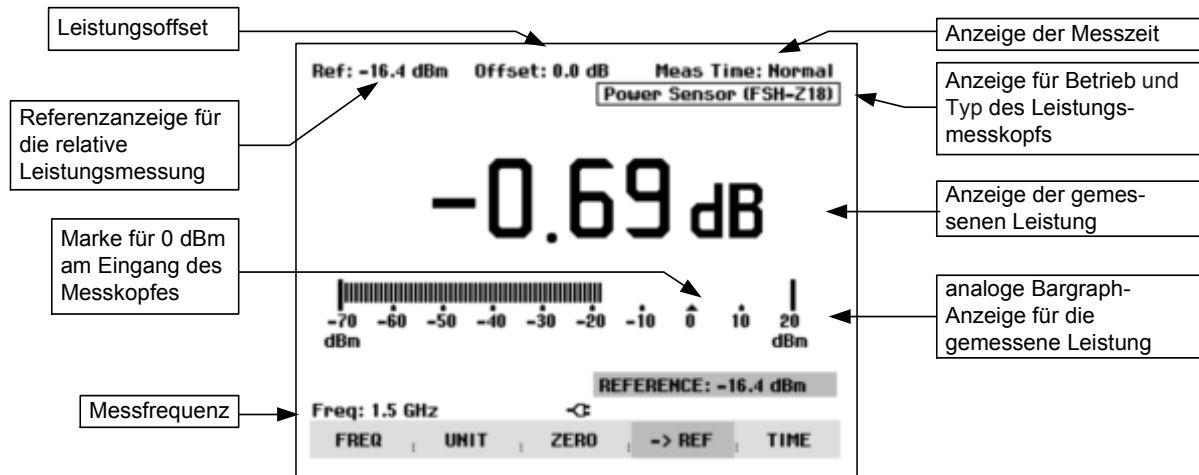 Leistungsoffset
Anzeige der Messzeit
Ref: -16.4 dBm Offset: 0.0 dB Meas Time: Normal
Power Sensor (FSH-Z18)
Anzeige für Betrieb und
Typ des Leistungs-
messkopfs
Referenzanzeige für
die relative
Leistungsmessung
-0.69 dB
Anzeige der gemes-
senen Leistung
Marke für 0 dBm
am Eingang des
Messkopfes
-70 -60 -50 -40 -30 -20 -10 0 10 20
dBm dBm
analoge Bargraph-
Anzeige für die
gemessene Leistung
REFERENCE: -16.4 dBm
Messfrequenz
Freq: 1.5 GHz
FREQ UNIT ZERO -> REF TIME